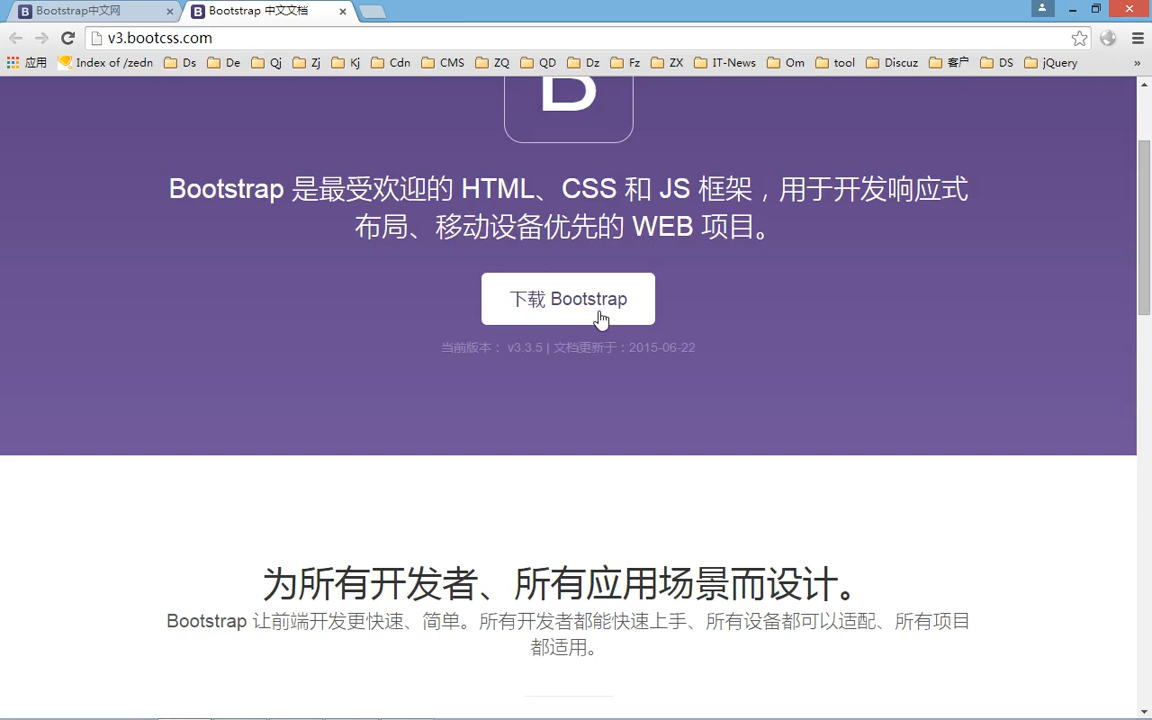 Bootstrap中文网
Bootstrap 中文文档
v3.bootcss.com
应用 Index of /zedn Ds De Qj Zj Kj Cdn CMS ZQ QD Dz Fz ZX IT-News Om tool Discuz 客户 DS jQuery »
B
Bootstrap 是最受欢迎的 HTML、CSS 和 JS 框架，用于开发响应式
布局、移动设备优先的 WEB 项目。
下载 Bootstrap
当前版本： v3.3.5 | 文档更新于：2015-06-22
为所有开发者、所有应用场景而设计。
Bootstrap 让前端开发更快速、简单。所有开发者都能快速上手、所有设备都可以适配、所有项目
都适用。